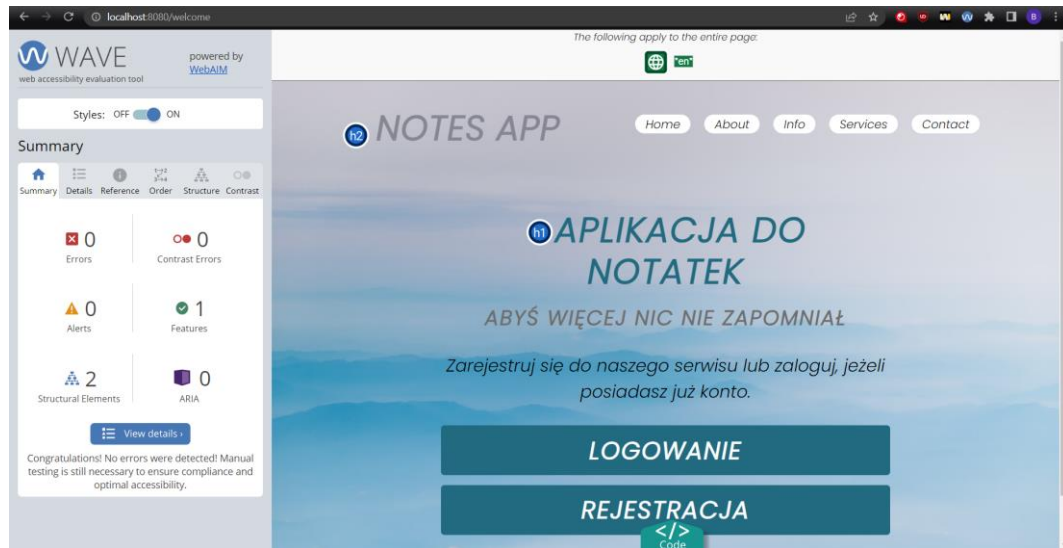 localhost:8080/welcome
WAVE
web accessibility evaluation tool
powered by
WebAIM
Styles: OFF ON
Summary
Summary Details Reference Order Structure Contrast
0
Errors
0
Contrast Errors
0
Alerts
1
Features
2
Structural Elements
0
ARIA
View details ›
Congratulations! No errors were detected! Manual
testing is still necessary to ensure compliance and
optimal accessibility.
The following apply to the entire page:
"en"
h2 NOTES APP
Home About Info Services Contact
h1 APLIKACJA DO
NOTATEK
ABYŚ WIĘCEJ NIC NIE ZAPOMNIAŁ
Zarejestruj się do naszego serwisu lub zaloguj, jeżeli
posiadasz już konto.
LOGOWANIE
REJESTRACJA
</>
Code